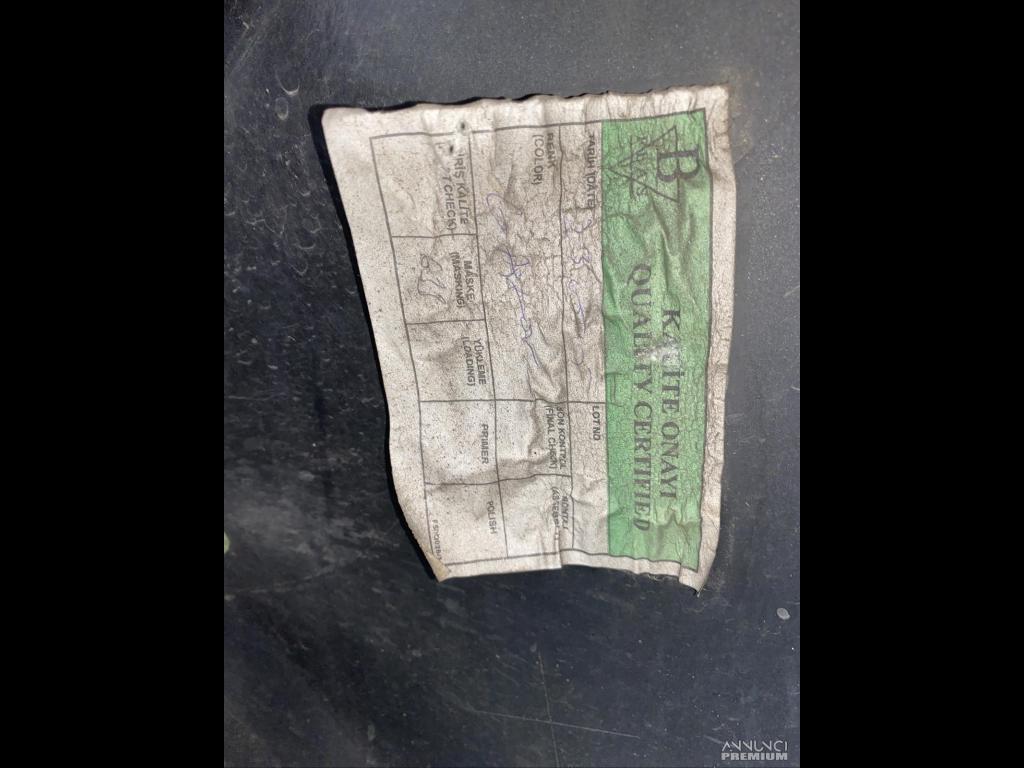 B
KALİTE ONAYI
QUALITY CERTIFIED
TARİH (DATE)
LOT NO
RENK
(COLOR)
SON KONTROL
(FINAL CHECK)
MONTAJ
RİŞ KALİTE
T CHECK)
MASKE
(MASKING)
YÜKLEME
(LOADING)
PRIMER
POLISH
ANNUNCI
PREMIUM